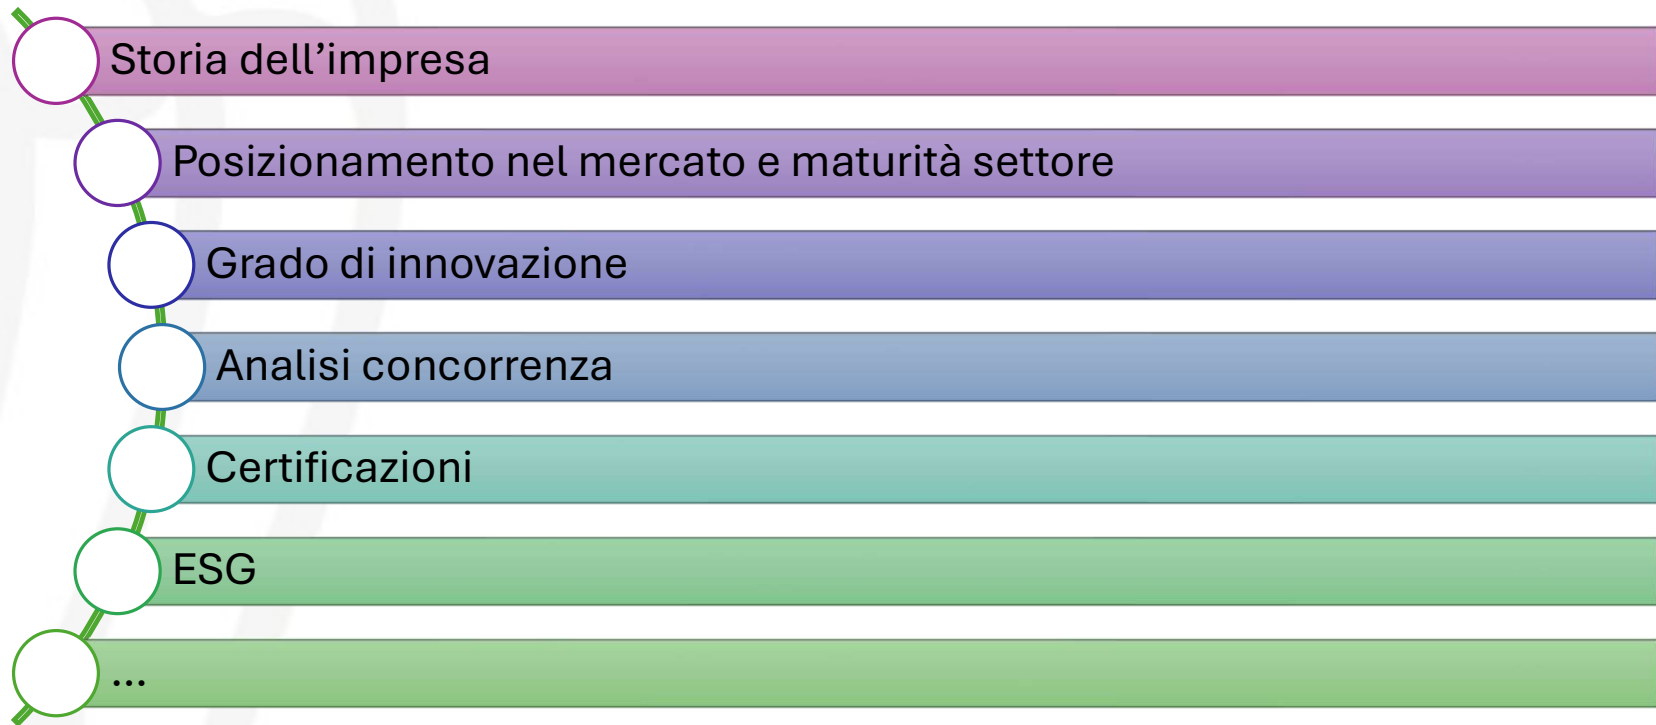 Storia dell’impresa
Posizionamento nel mercato e maturità settore
Grado di innovazione
Analisi concorrenza
Certificazioni
ESG
...